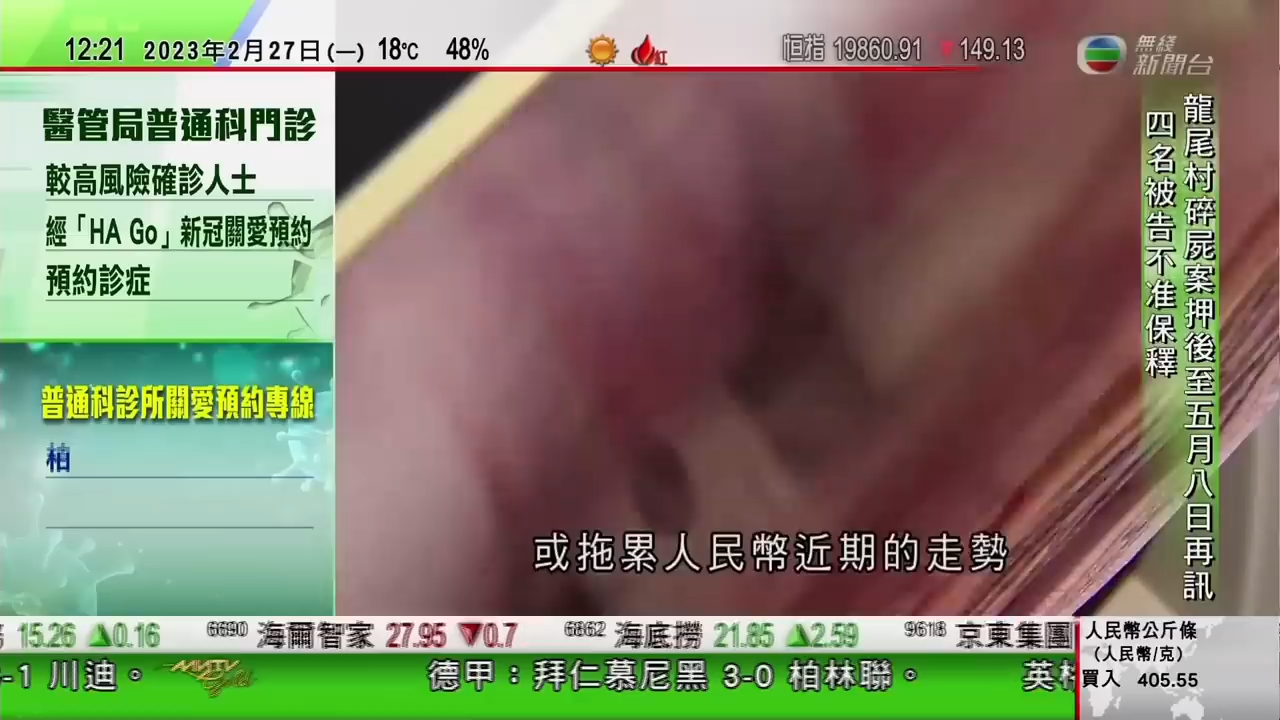 12:21 2023年2月27日(一) 18℃ 48%
紅
恒指 19860.91 ▼149.13
無綫
新聞台
醫管局普通科門診
較高風險確診人士
經「HA Go」新冠關愛預約
預約診症
普通科診所關愛預約專線
柏
龍尾村碎屍案押後至五月八日再訊
四名被告不准保釋
或拖累人民幣近期的走勢
15.26 ▲0.16 6690 海爾智家 27.95 ▼0.7 6862 海底撈 21.85 ▲2.59 9618 京東集團
-1 川迪。 德甲：拜仁慕尼黑 3-0 柏林聯。 英
人民幣公斤條
(人民幣/克)
買入 405.55